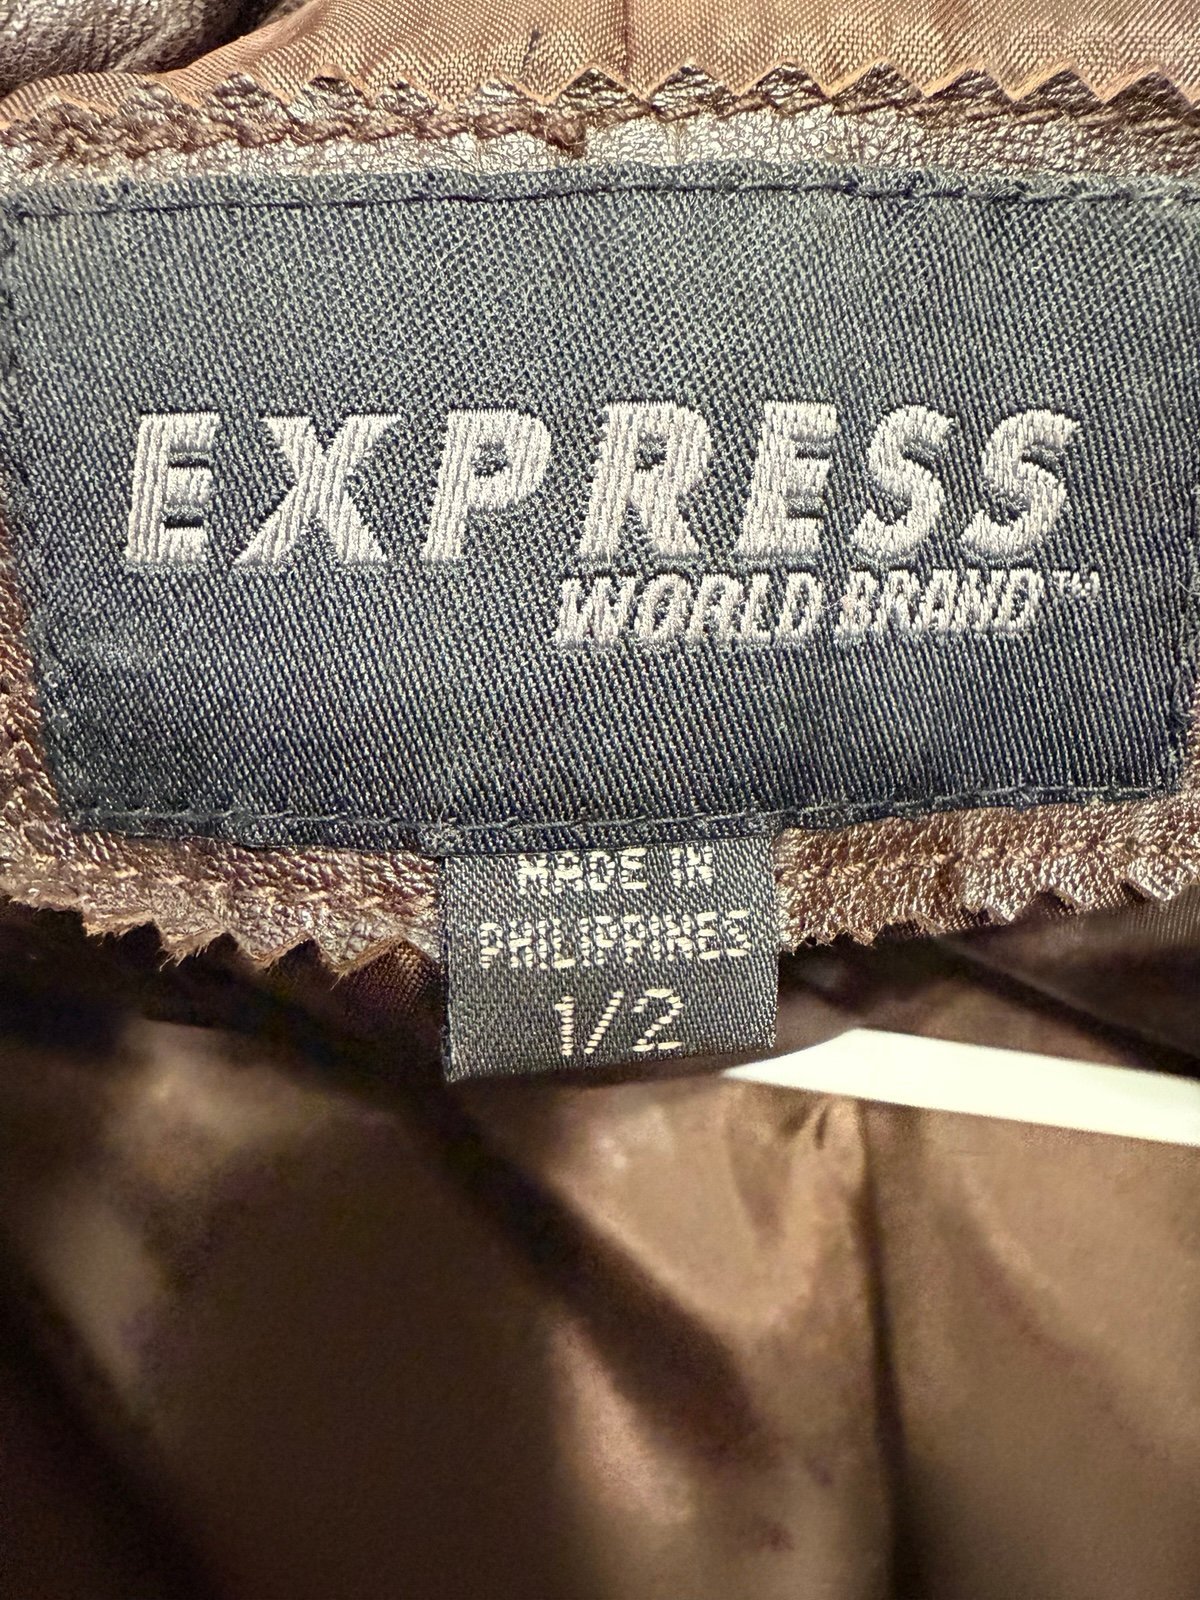 EXPRESS
WORLD BRAND™
MADE IN
PHILIPPINES
1/2